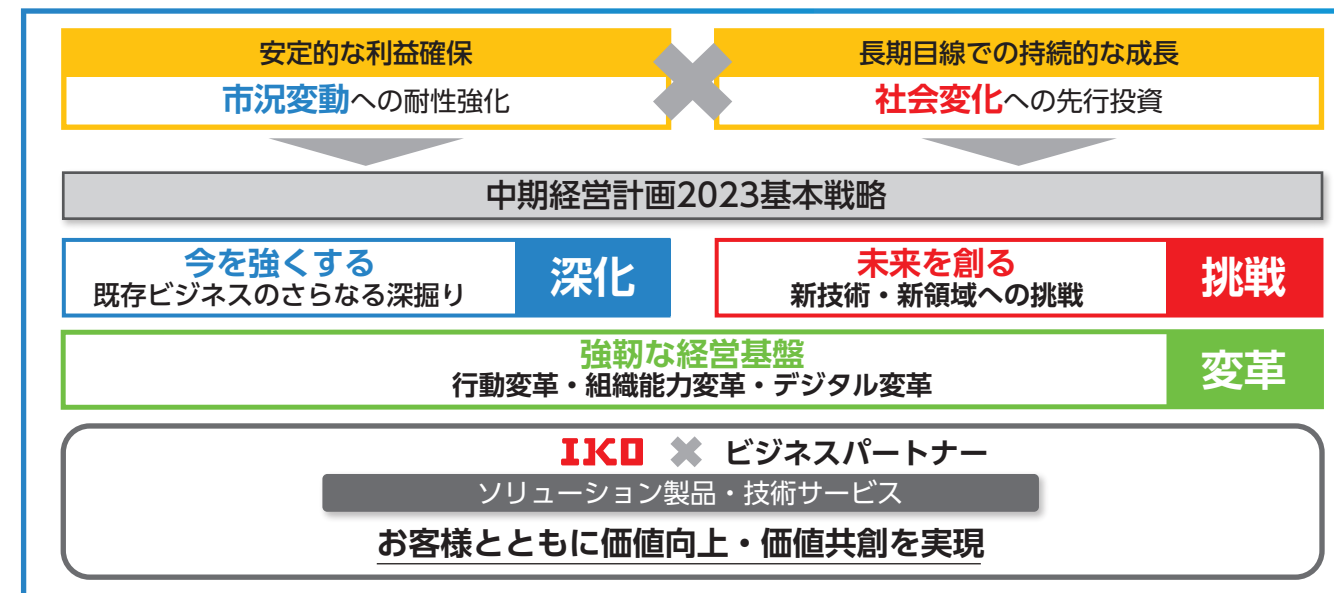 安定的な利益確保
市況変動への耐性強化
長期目線での持続的な成長
社会変化への先行投資
中期経営計画2023基本戦略
今を強くする
既存ビジネスのさらなる深掘り
深化
未来を創る
新技術・新領域への挑戦
挑戦
強靭な経営基盤
行動変革・組織能力変革・デジタル変革
変革
IKO ✖ ビジネスパートナー
ソリューション製品・技術サービス
お客様とともに価値向上・価値共創を実現